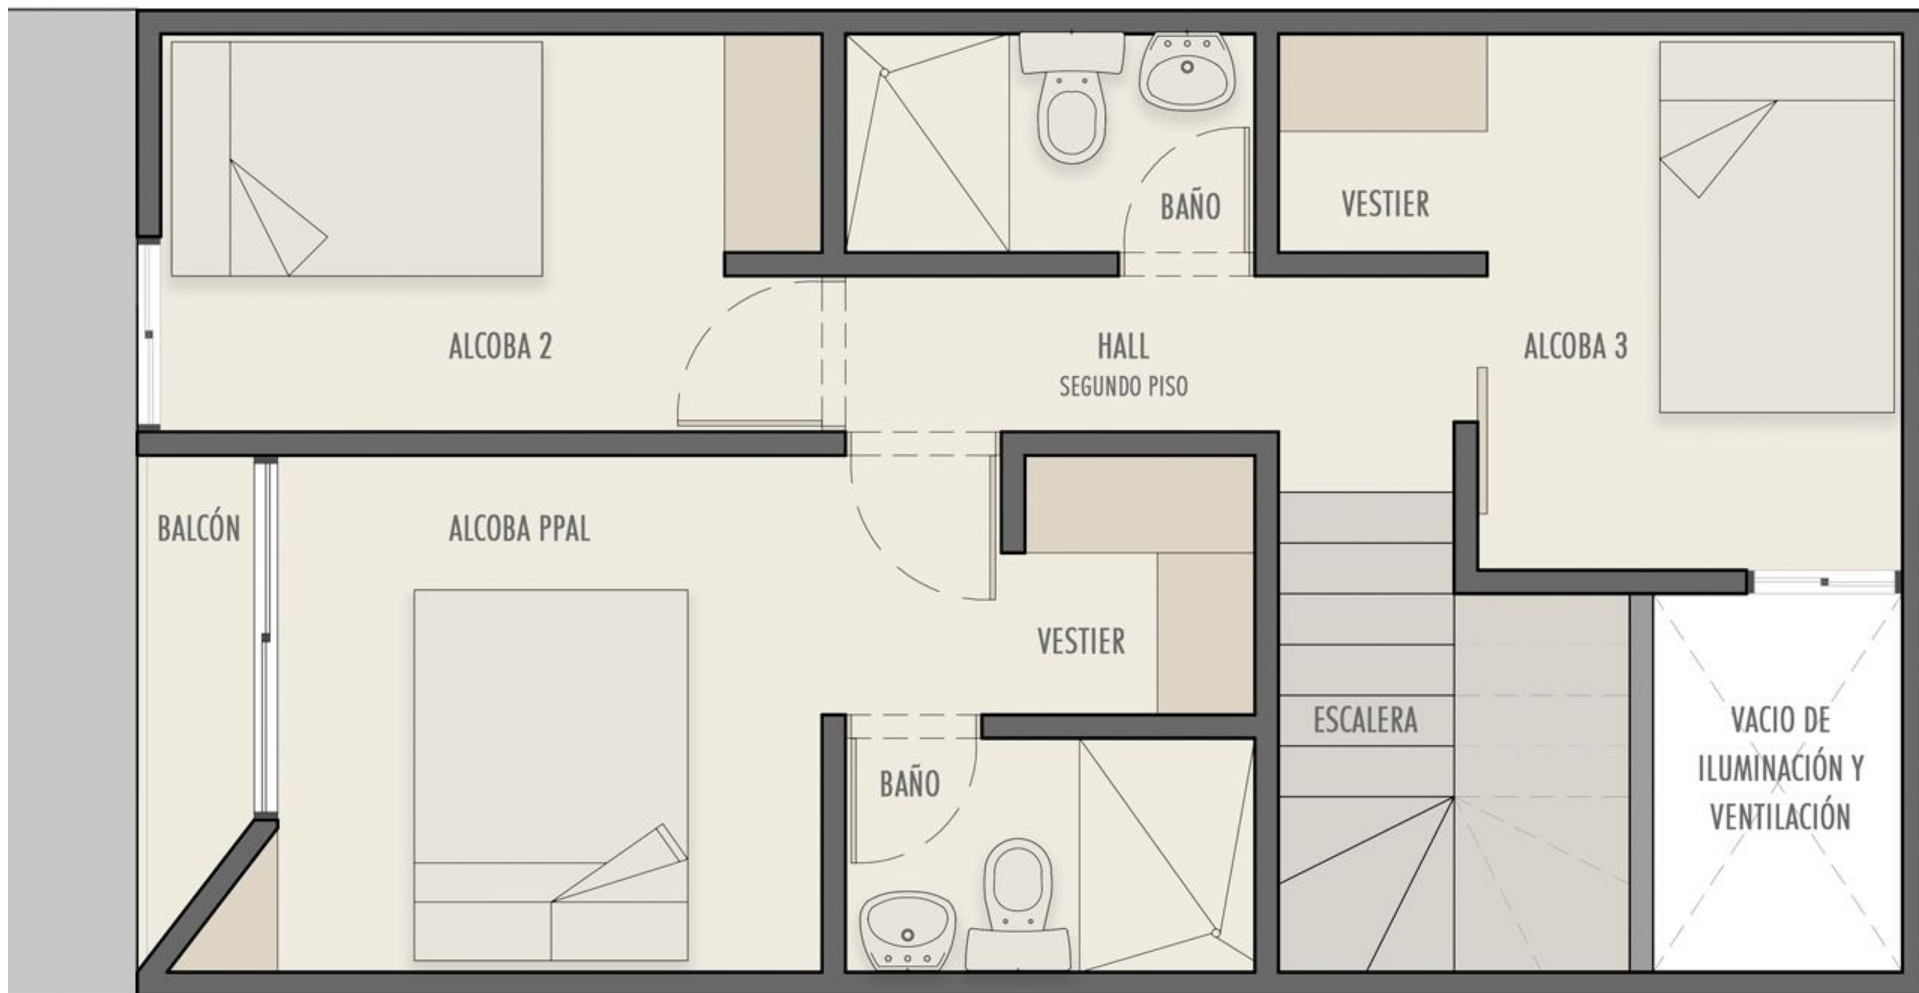 BAÑO
VESTIER
ALCOBA 2
HALL
SEGUNDO PISO
ALCOBA 3
BALCÓN
ALCOBA PPAL
VESTIER
ESCALERA
BAÑO
VACIO DE
ILUMINACIÓN Y
VENTILACIÓN